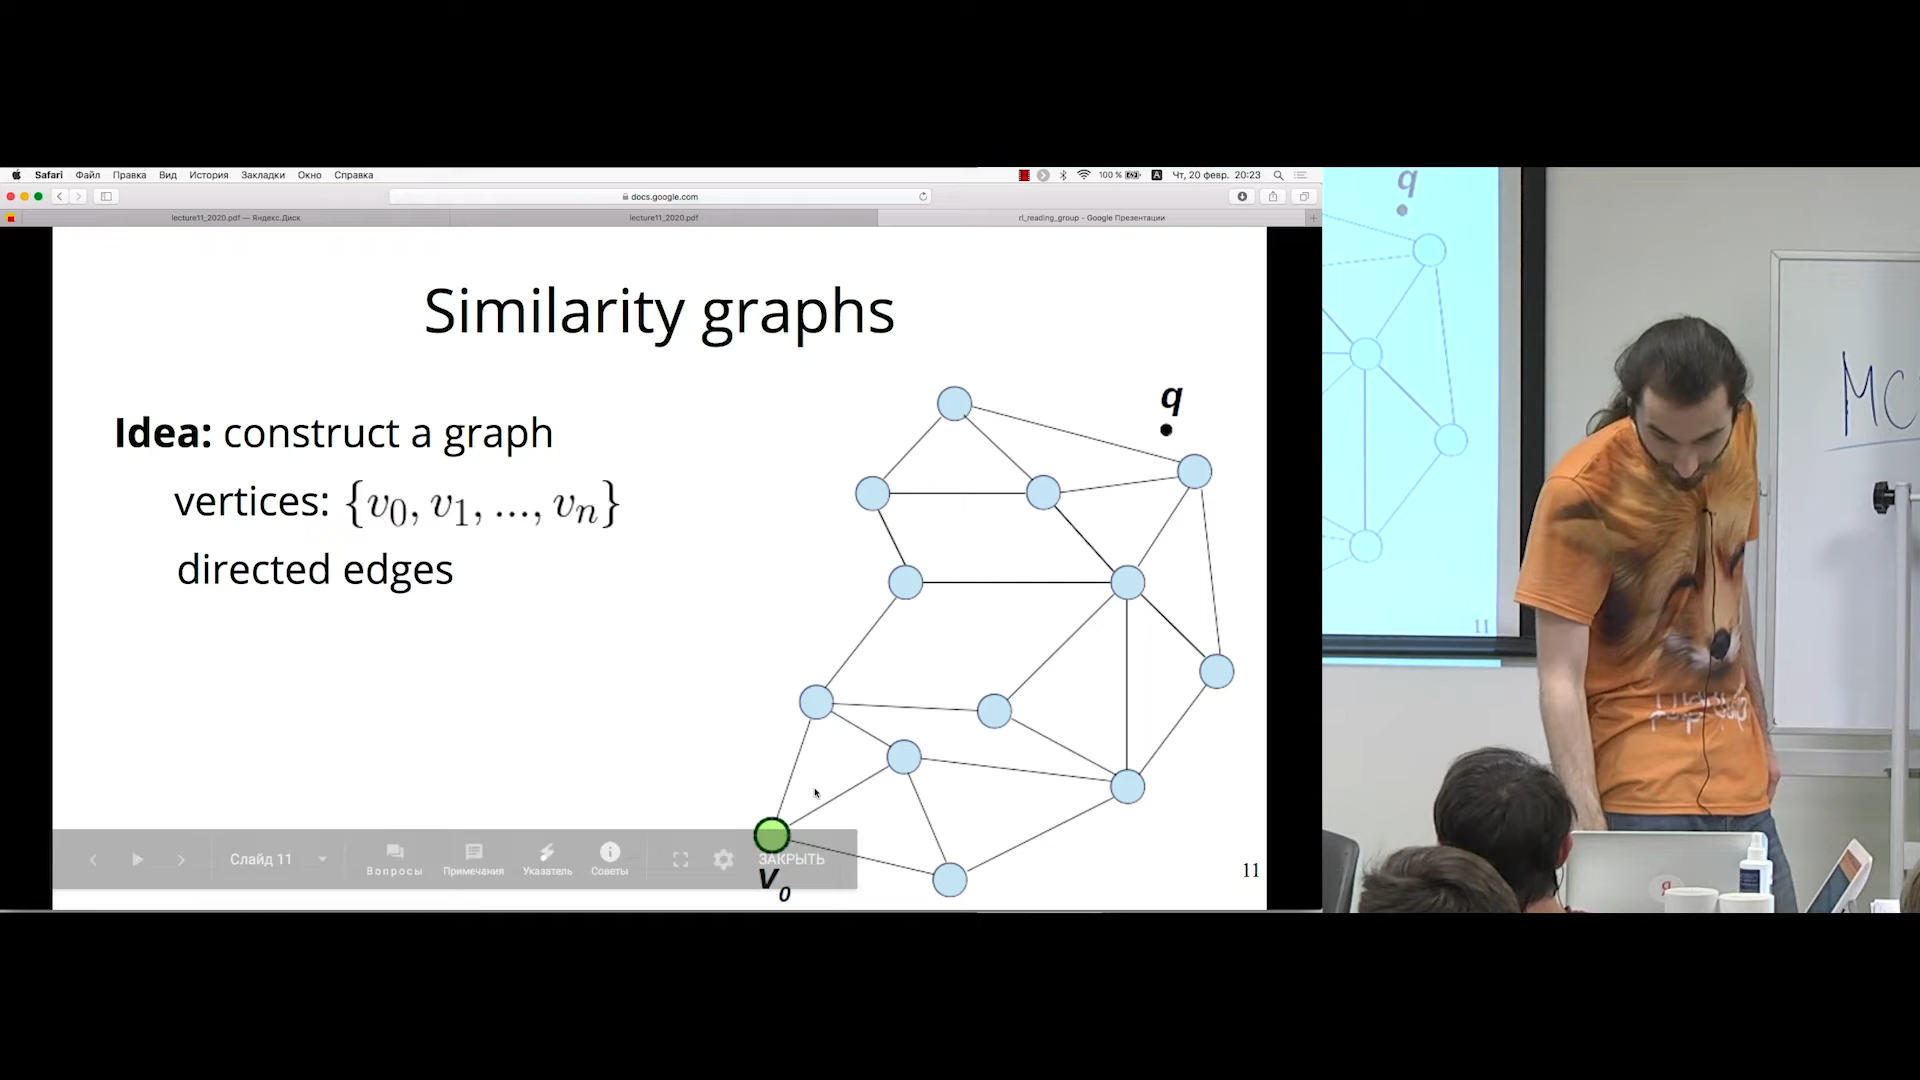 Safari Файл Правка Вид История Закладки Окно Справка 100 % Чт, 20 февр. 20:23
docs.google.com
lecture11_2020.pdf — Яндекс.Диск lecture11_2020.pdf rl_reading_group - Google Презентации
Similarity graphs
Idea: construct a graph
vertices: {v₀, v₁, ..., vₙ}
directed edges
q
v₀
Слайд 11
Вопросы Примечания Указатель Советы ЗАКРЫТЬ
11
q
11
MC
Я